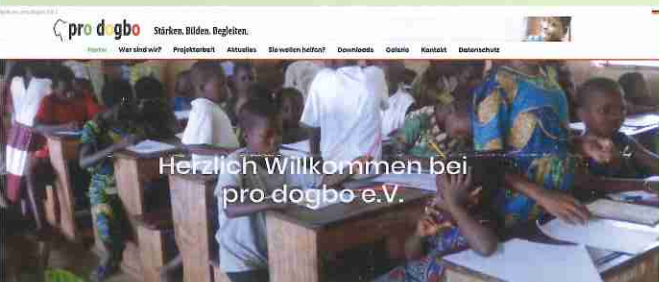 pro dogbo
Stärken. Bilden. Begleiten.
Home Wer sind wir? Projektarbeit Aktuelles Sie wollen helfen? Downloads Galerie Kontakt Datenschutz
Herzlich Willkommen bei
pro dogbo e.V.